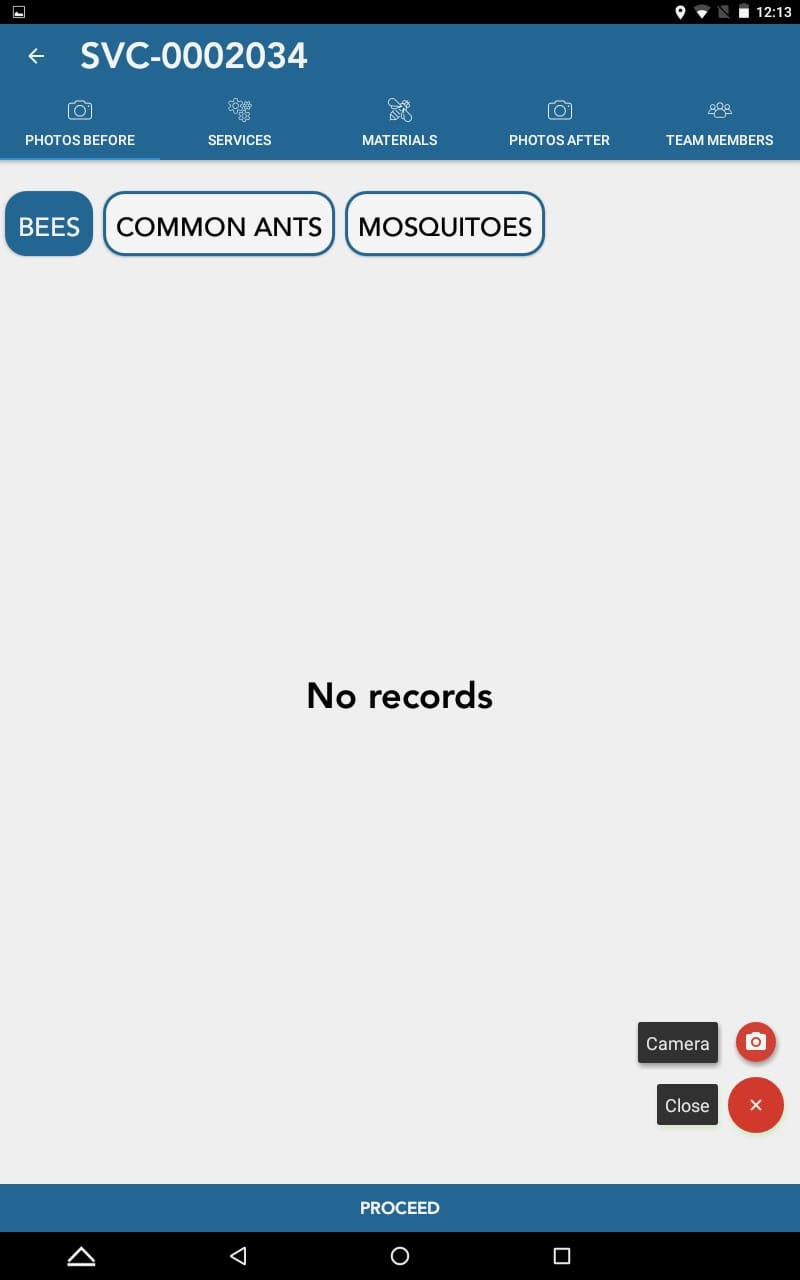 12:13
SVC-0002034
PHOTOS BEFORE
SERVICES
MATERIALS
PHOTOS AFTER
TEAM MEMBERS
BEES
COMMON ANTS
MOSQUITOES
No records
Camera
Close
PROCEED